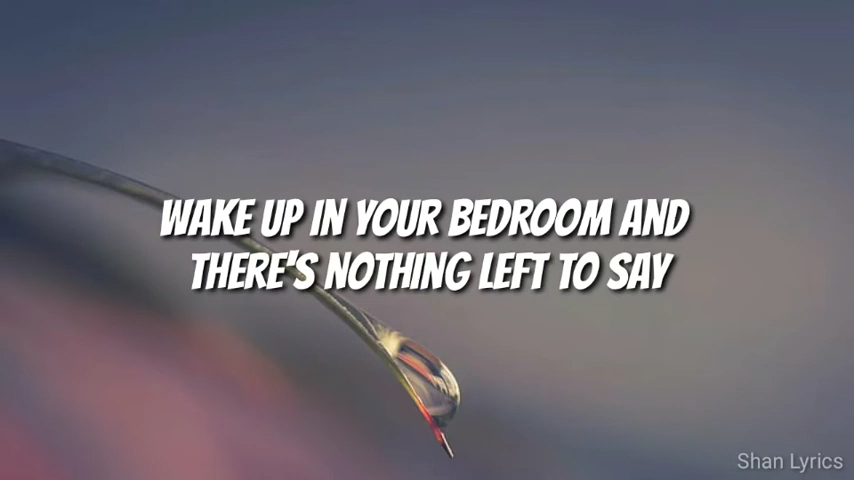 WAKE UP IN YOUR BEDROOM AND
THERE'S NOTHING LEFT TO SAY
Shan Lyrics